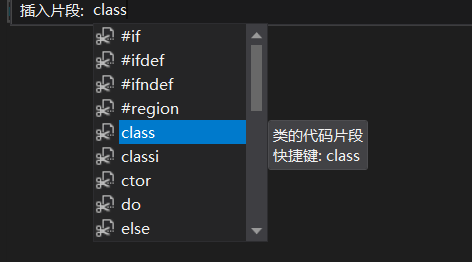 插入片段: class
#if
#ifdef
#ifndef
#region
class
类的代码片段
快捷键: class
classi
ctor
do
else